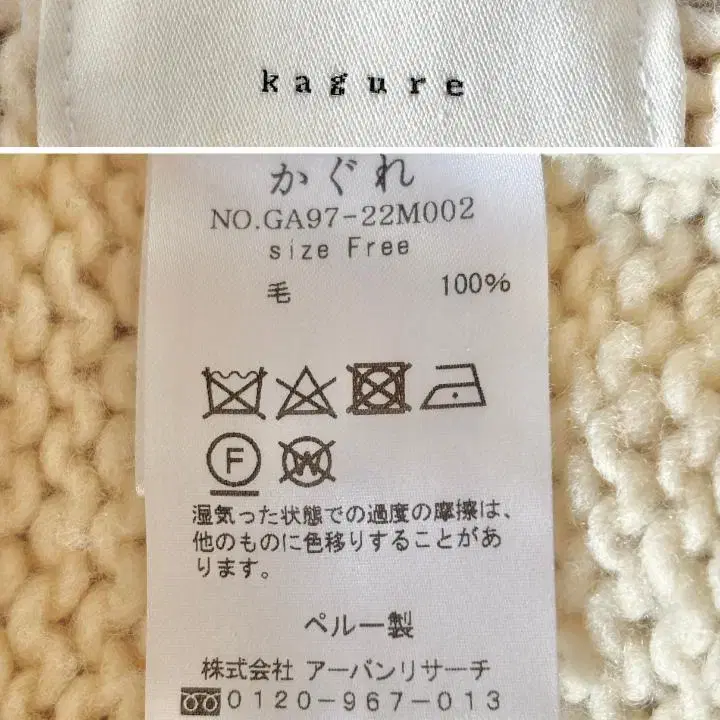 kagure
かぐれ
NO.GA97-22M002
size Free
毛 100%
F W
湿気った状態での過度の摩擦は、
他のものに色移りすることがあ
ります。
ペルー製
株式会社 アーバンリサーチ
0120-967-013